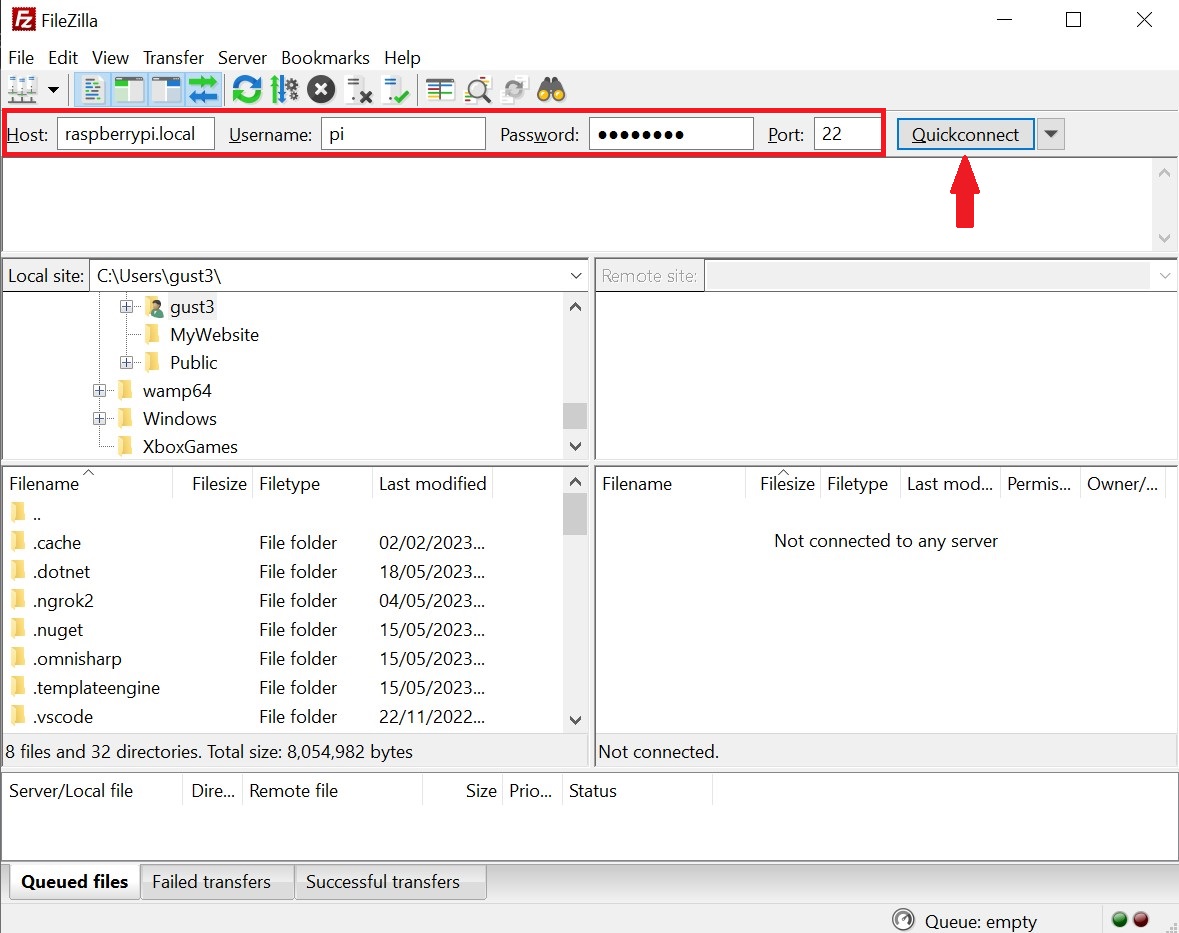 FileZilla
File Edit View Transfer Server Bookmarks Help
Host: raspberrypi.local Username: pi Password: ●●●●●●●● Port: 22 Quickconnect
Local site: C:\Users\gust3\ Remote site:
gust3
MyWebsite
Public
wamp64
Windows
XboxGames
Filename Filesize Filetype Last modified Filename Filesize Filetype Last mod... Permis... Owner/...
..
Not connected to any server
.cache File folder 02/02/2023...
.dotnet File folder 18/05/2023...
.ngrok2 File folder 04/05/2023...
.nuget File folder 15/05/2023...
.omnisharp File folder 15/05/2023...
.templateengine File folder 15/05/2023...
.vscode File folder 22/11/2022...
8 files and 32 directories. Total size: 8,054,982 bytes Not connected.
Server/Local file Dire... Remote file Size Prio... Status
Queued files Failed transfers Successful transfers
Queue: empty